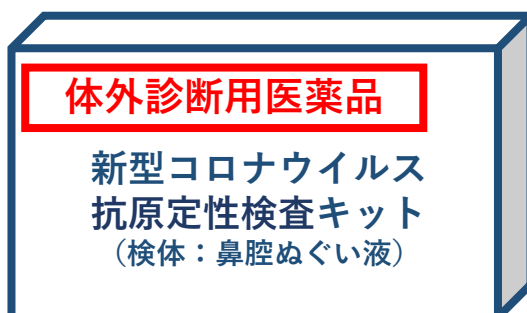 体外診断用医薬品
新型コロナウイルス
抗原定性検査キット
（検体：鼻腔ぬぐい液）